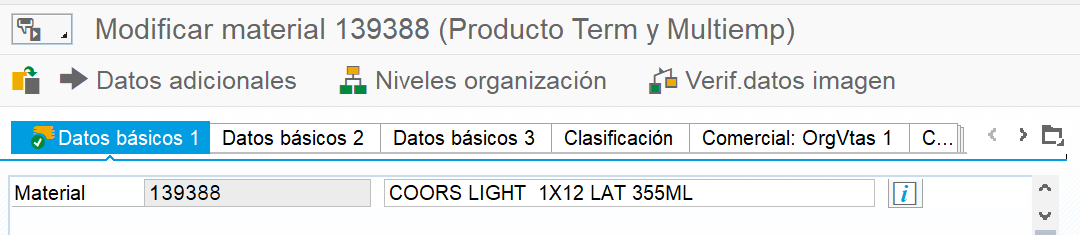 Modificar material 139388 (Producto Term y Multiemp)
Datos adicionales Niveles organización Verif.datos imagen
Datos básicos 1 Datos básicos 2 Datos básicos 3 Clasificación Comercial: OrgVtas 1 C...
Material 139388 COORS LIGHT  1X12 LAT 355ML